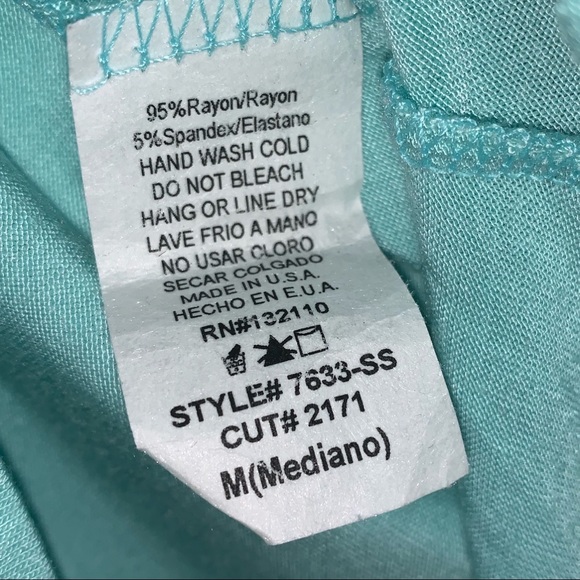 95%Rayon/Rayon
5%Spandex/Elastano
HAND WASH COLD
DO NOT BLEACH
HANG OR LINE DRY
LAVE FRIO A MANO
NO USAR CLORO
SECAR COLGADO
MADE IN U.S.A.
HECHO EN E.U.A.
RN#132110
STYLE# 7633-SS
CUT# 2171
M(Mediano)